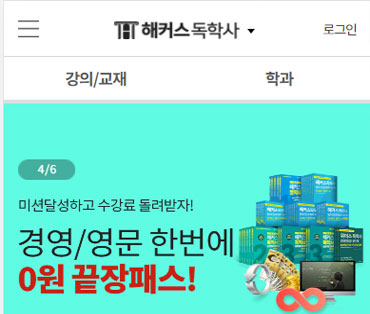 해커스 독학사
로그인
강의/교재
학과
4/6
미션달성하고 수강료 돌려받자!
경영/영문 한번에
0원 끝장패스!